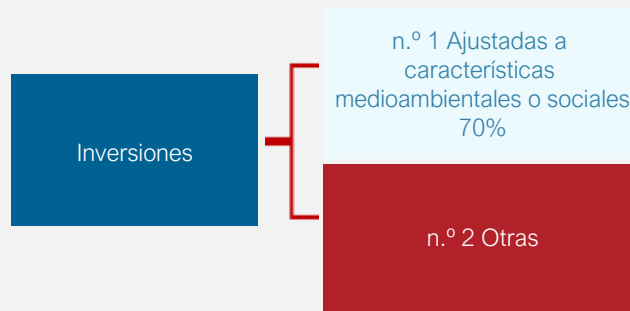 n.º 1 Ajustadas a
características
medioambientales o sociales
70%
Inversiones
n.º 2 Otras